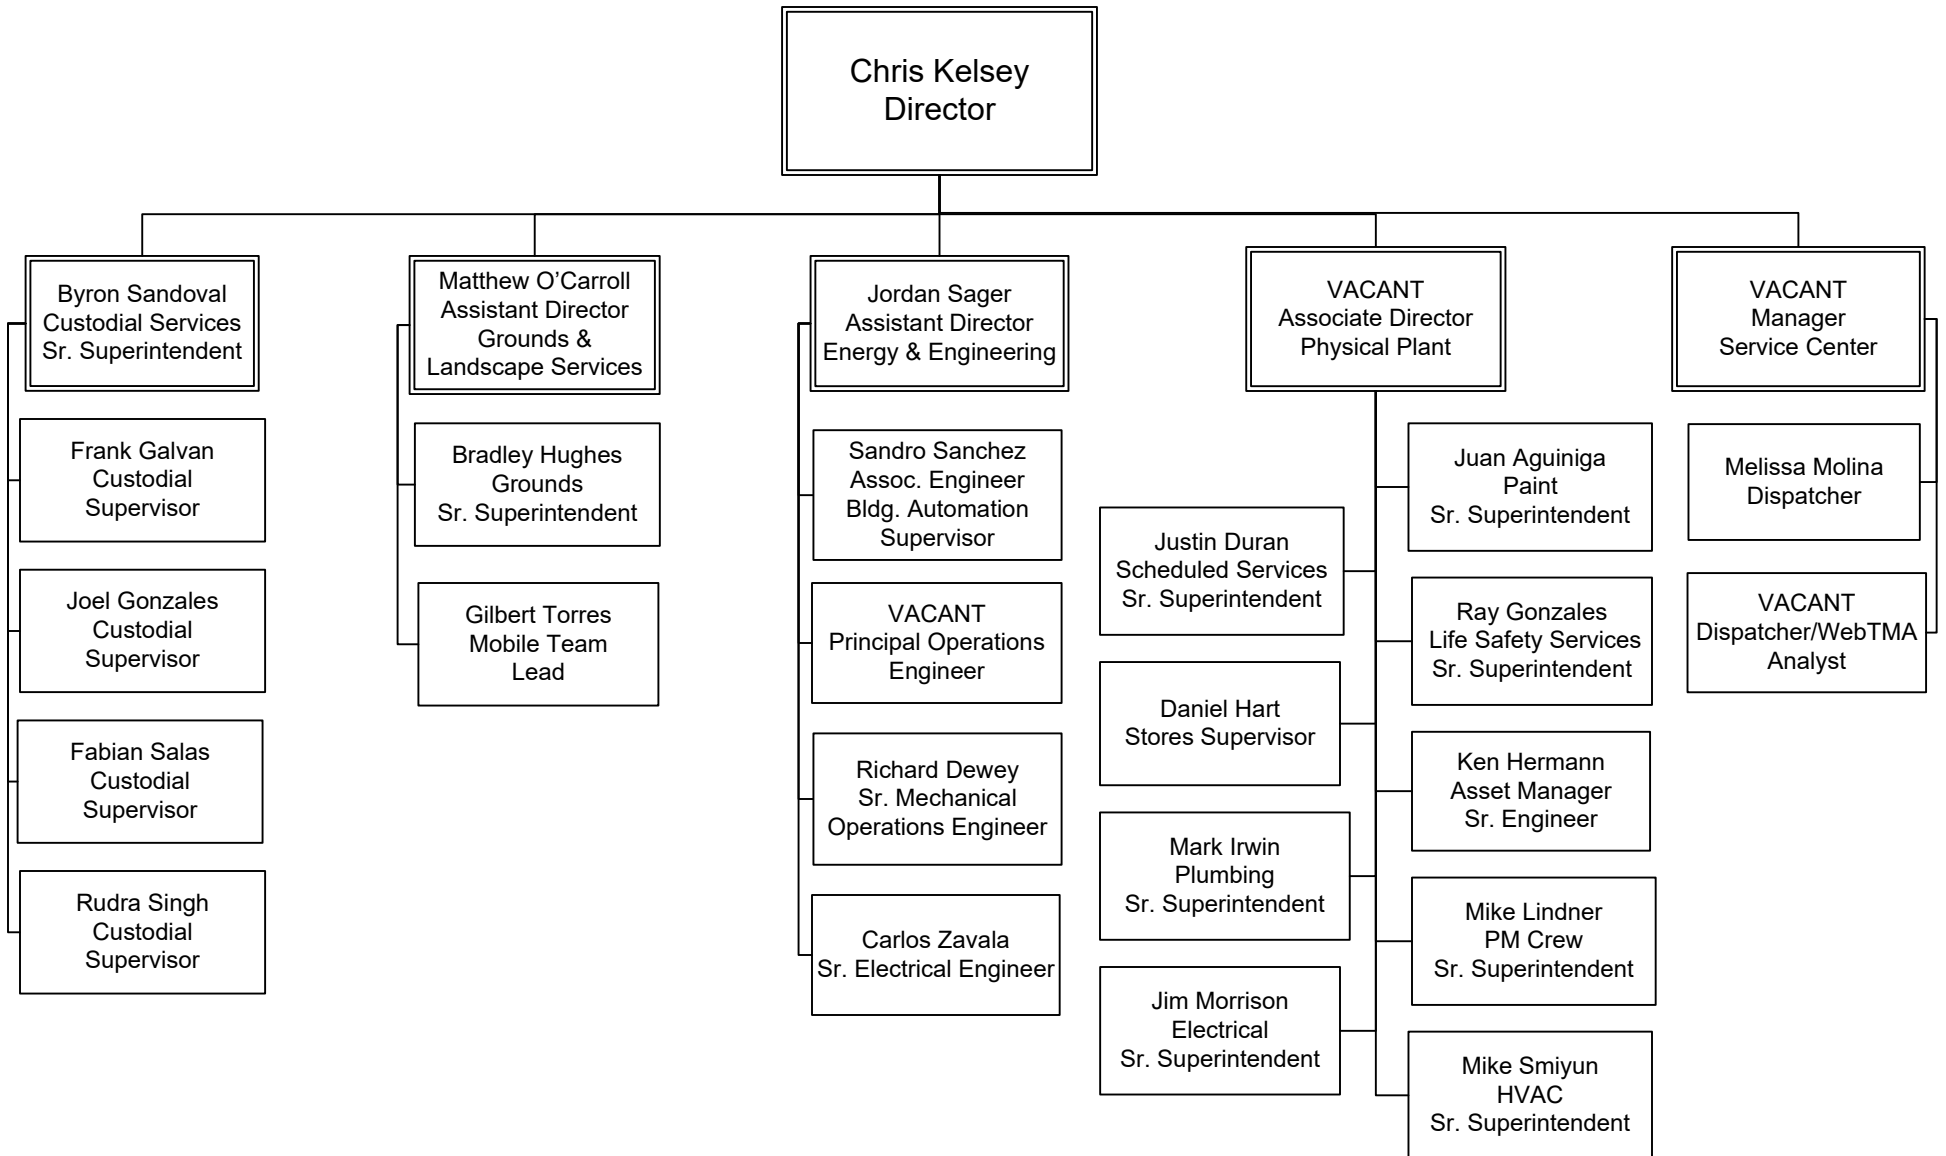 Chris Kelsey
Director
Byron Sandoval
Custodial Services
Sr. Superintendent
Frank Galvan
Custodial
Supervisor
Joel Gonzales
Custodial
Supervisor
Fabian Salas
Custodial
Supervisor
Rudra Singh
Custodial
Supervisor
Matthew O’Carroll
Assistant Director
Grounds &
Landscape Services
Bradley Hughes
Grounds
Sr. Superintendent
Gilbert Torres
Mobile Team
Lead
Jordan Sager
Assistant Director
Energy & Engineering
Sandro Sanchez
Assoc. Engineer
Bldg. Automation
Supervisor
VACANT
Principal Operations
Engineer
Richard Dewey
Sr. Mechanical
Operations Engineer
Carlos Zavala
Sr. Electrical Engineer
VACANT
Associate Director
Physical Plant
Justin Duran
Scheduled Services
Sr. Superintendent
Daniel Hart
Stores Supervisor
Mark Irwin
Plumbing
Sr. Superintendent
Jim Morrison
Electrical
Sr. Superintendent
Juan Aguiniga
Paint
Sr. Superintendent
Ray Gonzales
Life Safety Services
Sr. Superintendent
Ken Hermann
Asset Manager
Sr. Engineer
Mike Lindner
PM Crew
Sr. Superintendent
Mike Smiyun
HVAC
Sr. Superintendent
VACANT
Manager
Service Center
Melissa Molina
Dispatcher
VACANT
Dispatcher/WebTMA
Analyst